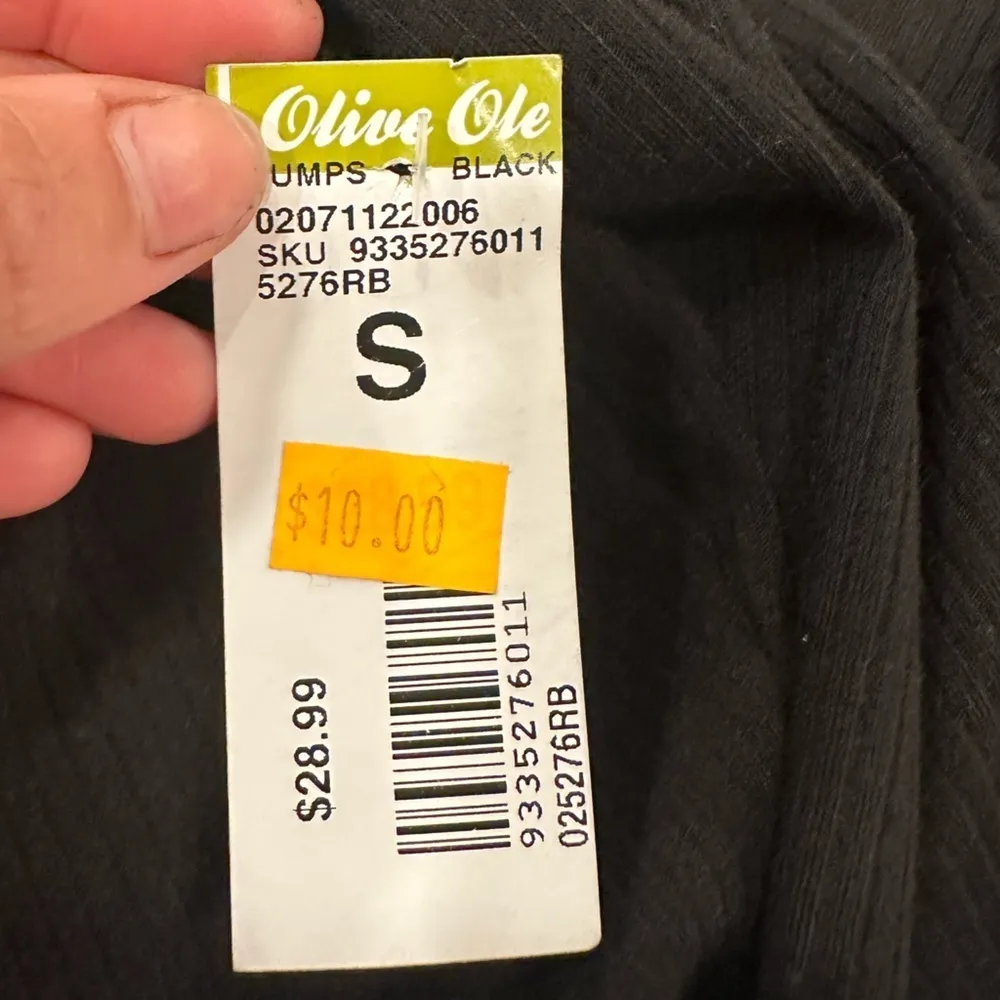 Olive Ole
UMPS BLACK
02071122006
SKU 9335276011
5276RB
S
$10.00
$28.99
9335276011
025276RB